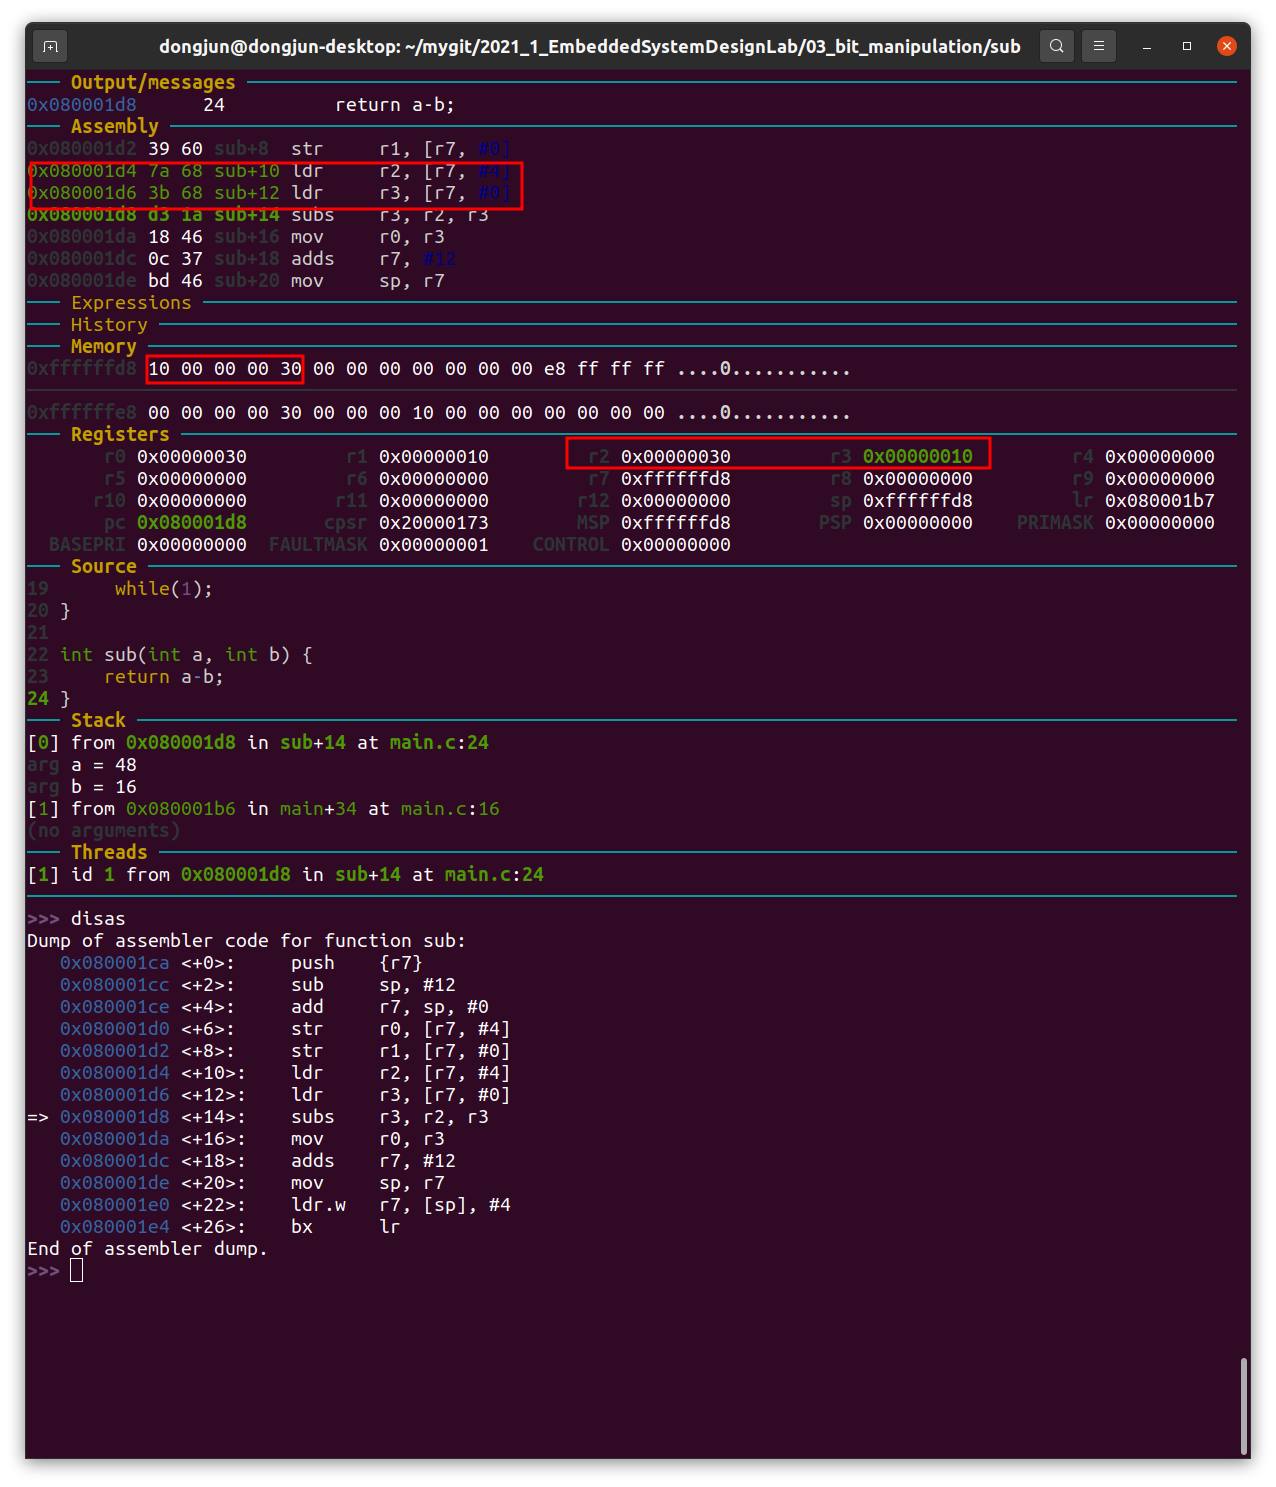 dongjun@dongjun-desktop: ~/mygit/2021_1_EmbeddedSystemDesignLab/03_bit_manipulation/sub
Output/messages
0x080001d8 24 return a-b;
Assembly
0x080001d2 39 60 sub+8 str r1, [r7, #0]
0x080001d4 7a 68 sub+10 ldr r2, [r7, #4]
0x080001d6 3b 68 sub+12 ldr r3, [r7, #0]
0x080001d8 d3 1a sub+14 subs r3, r2, r3
0x080001da 18 46 sub+16 mov r0, r3
0x080001dc 0c 37 sub+18 adds r7, #12
0x080001de bd 46 sub+20 mov sp, r7
Expressions
History
Memory
0xffffffd8 10 00 00 00 30 00 00 00 00 00 00 00 e8 ff ff ff ....0...........
0xffffffe8 00 00 00 00 30 00 00 00 10 00 00 00 00 00 00 00 ....0...........
Registers
r0 0x00000030 r1 0x00000010 r2 0x00000030 r3 0x00000010 r4 0x00000000
r5 0x00000000 r6 0x00000000 r7 0xffffffd8 r8 0x00000000 r9 0x00000000
r10 0x00000000 r11 0x00000000 r12 0x00000000 sp 0xffffffd8 lr 0x080001b7
pc 0x080001d8 cpsr 0x20000173 MSP 0xffffffd8 PSP 0x00000000 PRIMASK 0x00000000
BASEPRI 0x00000000 FAULTMASK 0x00000001 CONTROL 0x00000000
Source
19 while(1);
20 }
21
22 int sub(int a, int b) {
23 return a-b;
24 }
Stack
[0] from 0x080001d8 in sub+14 at main.c:24
arg a = 48
arg b = 16
[1] from 0x080001b6 in main+34 at main.c:16
(no arguments)
Threads
[1] id 1 from 0x080001d8 in sub+14 at main.c:24
>>> disas
Dump of assembler code for function sub:
0x080001ca <+0>: push {r7}
0x080001cc <+2>: sub sp, #12
0x080001ce <+4>: add r7, sp, #0
0x080001d0 <+6>: str r0, [r7, #4]
0x080001d2 <+8>: str r1, [r7, #0]
0x080001d4 <+10>: ldr r2, [r7, #4]
0x080001d6 <+12>: ldr r3, [r7, #0]
=> 0x080001d8 <+14>: subs r3, r2, r3
0x080001da <+16>: mov r0, r3
0x080001dc <+18>: adds r7, #12
0x080001de <+20>: mov sp, r7
0x080001e0 <+22>: ldr.w r7, [sp], #4
0x080001e4 <+26>: bx lr
End of assembler dump.
>>>